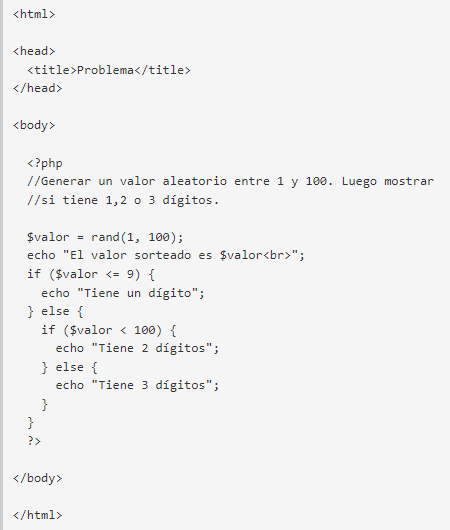 <html>
<head>
<title>Problema</title>
</head>
<body>
<?php
//Generar un valor aleatorio entre 1 y 100. Luego mostrar
//si tiene 1,2 o 3 dígitos.
$valor = rand(1, 100);
echo "El valor sorteado es $valor<br>";
if ($valor <= 9) {
echo "Tiene un dígito";
} else {
if ($valor < 100) {
echo "Tiene 2 dígitos";
} else {
echo "Tiene 3 dígitos";
}
}
?>
</body>
</html>